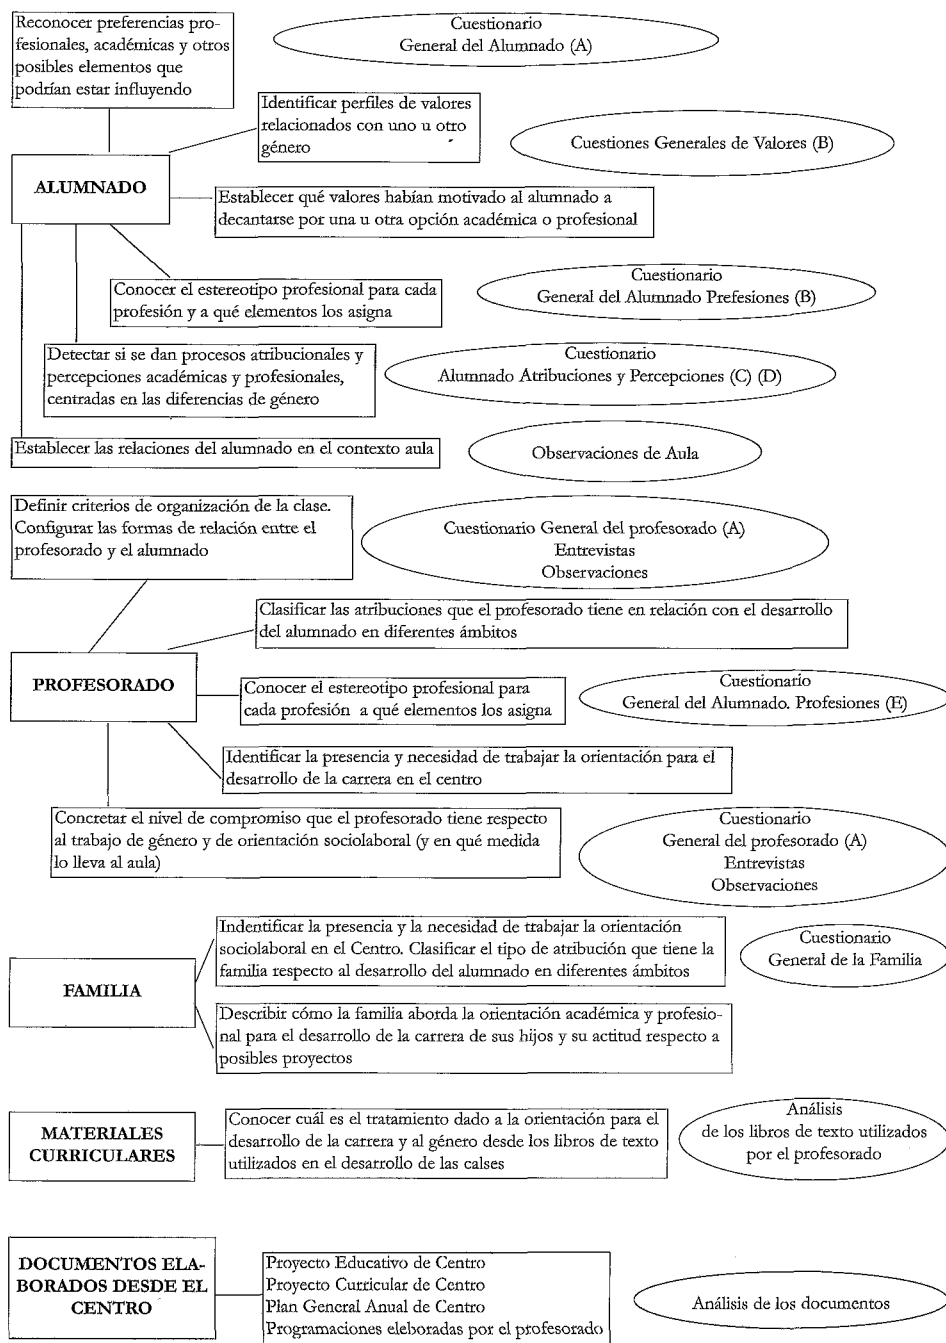 Reconocer preferencias pro-
fesionales, académicas y otros
posibles elementos que
podrían estar influyendo
Cuestionario
General del Alumnado (A)
Identificar perfiles de valores
relacionados con uno u otro
género
Cuestiones Generales de Valores (B)
ALUMNADO
Establecer qué valores habían motivado al alumnado a
decantarse por una u otra opción académica o profesional
Conocer el estereotipo profesional para cada
profesión y a qué elementos los asigna
Cuestionario
General del Alumnado Prefesiones (B)
Detectar si se dan procesos atribucionales y
percepciones académicas y profesionales,
centradas en las diferencias de género
Cuestionario
Alumnado Atribuciones y Percepciones (C) (D)
Establecer las relaciones del alumnado en el contexto aula
Observaciones de Aula
Definir criterios de organización de la clase.
Configurar las formas de relación entre el
profesorado y el alumnado
Cuestionario General del profesorado (A)
Entrevistas
Observaciones
Clasificar las atribuciones que el profesorado tiene en relación con el desarrollo
del alumnado en diferentes ámbitos
PROFESORADO
Conocer el estereotipo profesional para
cada profesión a qué elementos los asigna
Cuestionario
General del Alumnado. Profesiones (E)
Identificar la presencia y necesidad de trabajar la orientación para el
desarrollo de la carrera en el centro
Concretar el nivel de compromiso que el profesorado tiene respecto
al trabajo de género y de orientación sociolaboral (y en qué medida
lo lleva al aula)
Cuestionario
General del profesorado (A)
Entrevistas
Observaciones
Indentificar la presencia y la necesidad de trabajar la orientación
sociolaboral en el Centro. Clasificar el tipo de atribución que tiene la
familia respecto al desarrollo del alumnado en diferentes ámbitos
Cuestionario
General de la Familia
FAMILIA
Describir cómo la familia aborda la orientación académica y profesio-
nal para el desarrollo de la carrera de sus hijos y su actitud respecto a
posibles proyectos
MATERIALES
CURRICULARES
Conocer cuál es el tratamiento dado a la orientación para el
desarrollo de la carrera y al género desde los libros de texto
utilizados en el desarrollo de las calses
Análisis
de los libros de texto utilizados
por el profesorado
DOCUMENTOS ELA-
BORADOS DESDE EL
CENTRO
Proyecto Educativo de Centro
Proyecto Curricular de Centro
Plan General Anual de Centro
Programaciones eleboradas por el profesorado
Análisis de los documentos